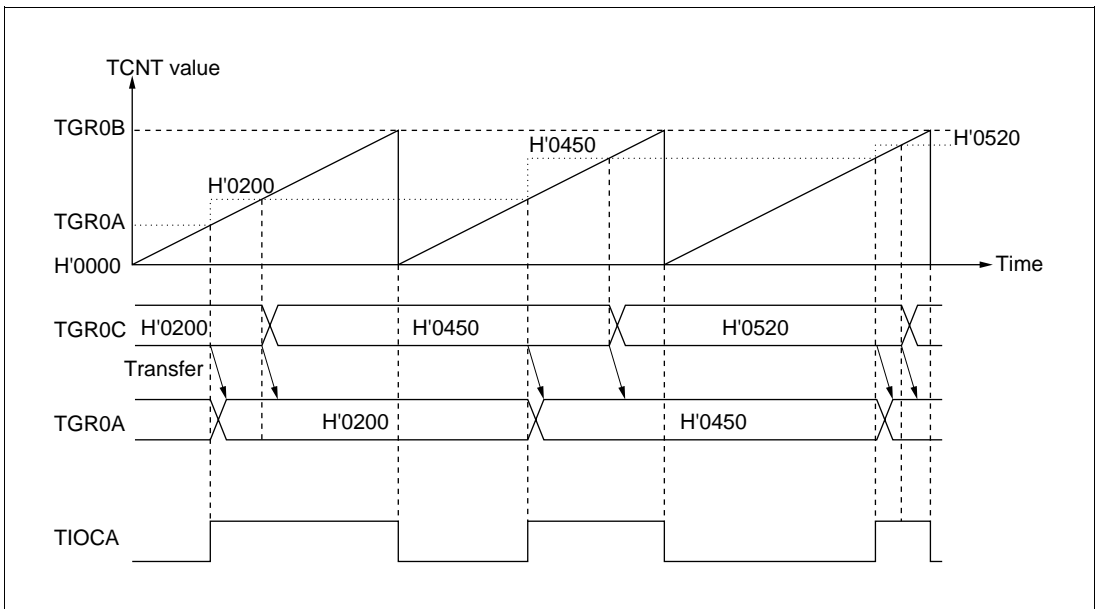 TCNT value
TGR0B
H'0520
H'0450
H'0200
TGR0A
H'0000
Time
TGR0C
H'0200
H'0450
H'0520
Transfer
TGR0A
H'0200
H'0450
TIOCA